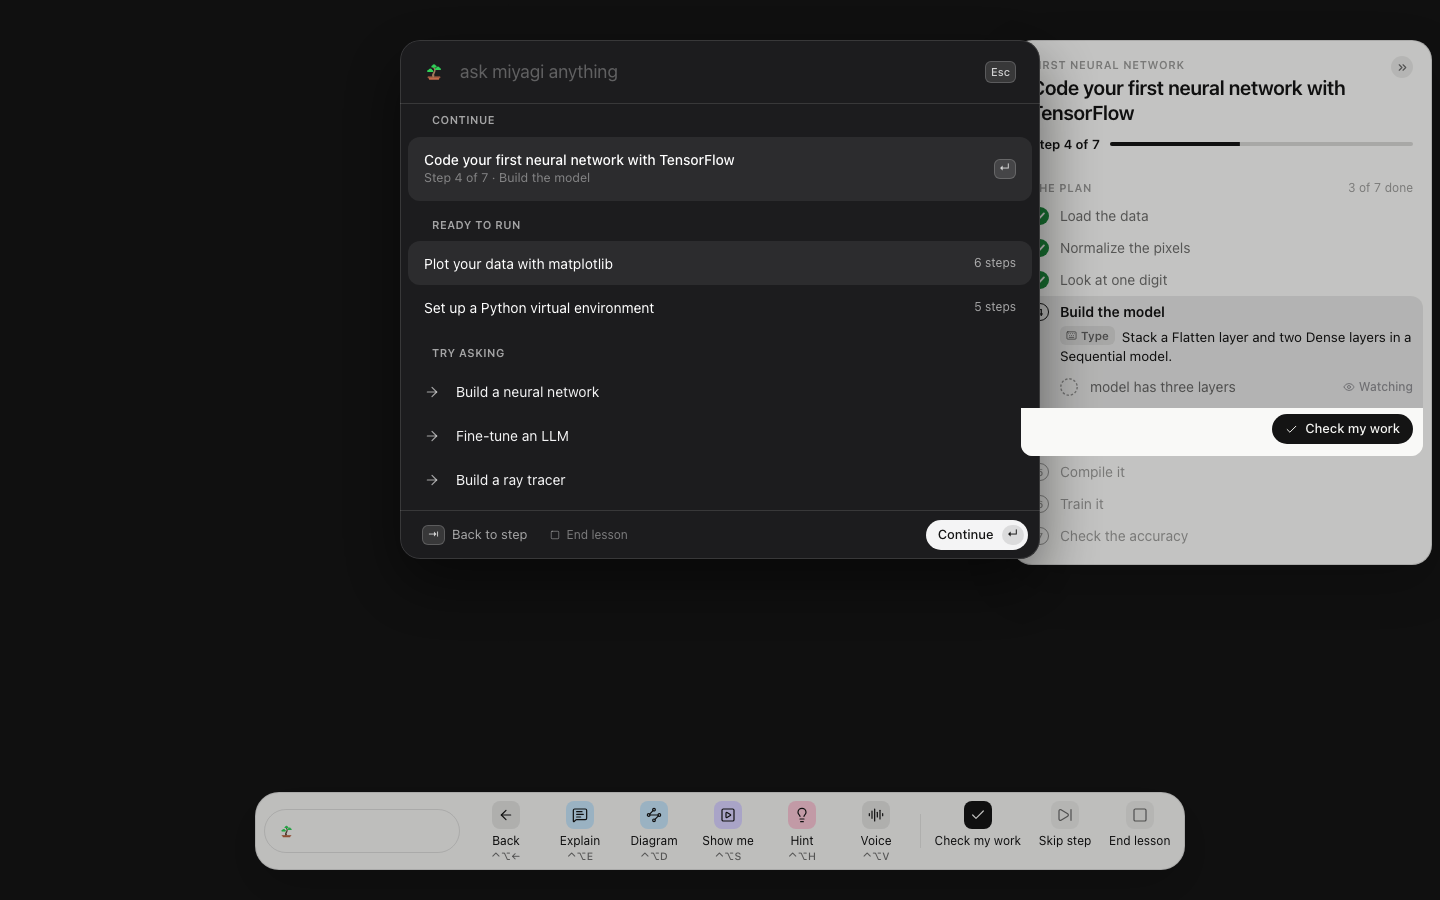 ask miyagi anything
Esc
CONTINUE
Code your first neural network with TensorFlow
Step 4 of 7 · Build the model
READY TO RUN
Plot your data with matplotlib
6 steps
Set up a Python virtual environment
5 steps
TRY ASKING
Build a neural network
Fine-tune an LLM
Build a ray tracer
Back to step
End lesson
Continue
NEURAL NETWORK
Code your first neural network with
TensorFlow
4 of 7
PLAN
3 of 7 done
Load the data
Normalize the pixels
Look at one digit
Build the model
Type Stack a Flatten layer and two Dense layers in a
Sequential model.
model has three layers
Watching
Check my work
Compile it
Train it
Check the accuracy
Back
^⌥←
Explain
^⌥E
Diagram
^⌥D
Show me
^⌥S
Hint
^⌥H
Voice
^⌥V
Check my work
Skip step
End lesson